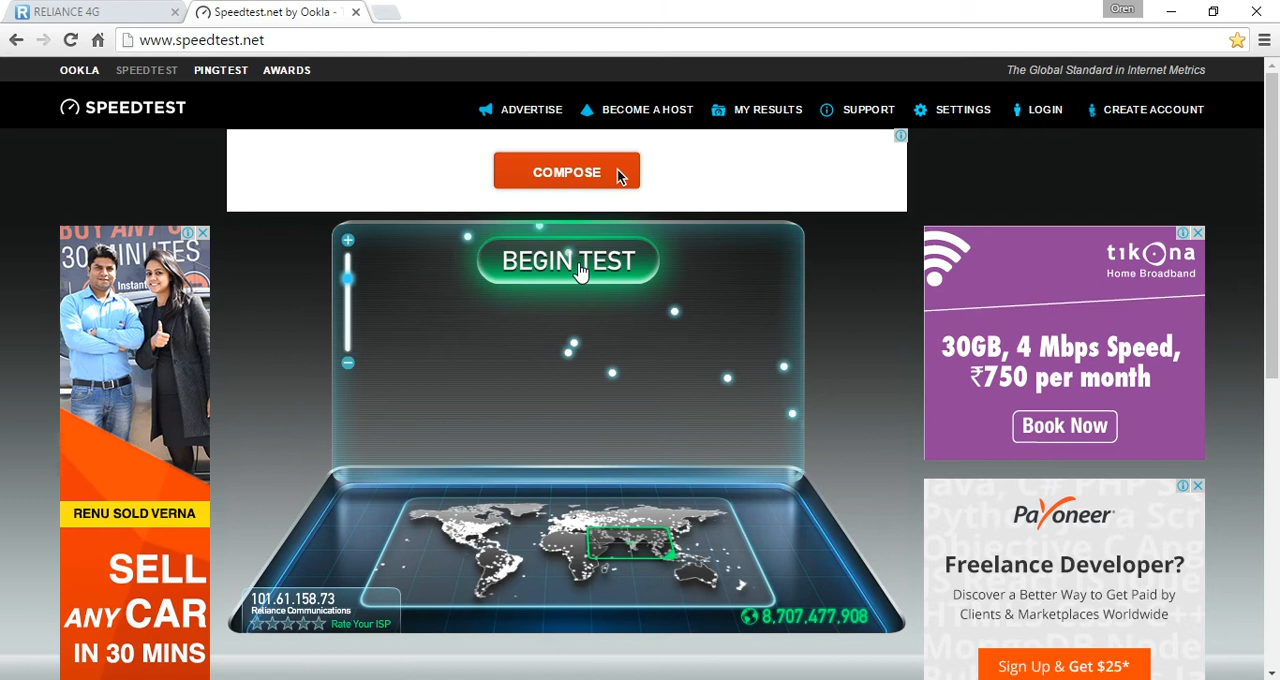 RELIANCE 4G
Speedtest.net by Ookla -
Oren
www.speedtest.net
OOKLA SPEEDTEST PINGTEST AWARDS
The Global Standard in Internet Metrics
SPEEDTEST
ADVERTISE BECOME A HOST MY RESULTS SUPPORT SETTINGS LOGIN CREATE ACCOUNT
COMPOSE
BEGIN TEST
30 MINUTES
Instant
RENU SOLD VERNA
SELL
ANY CAR
IN 30 MINS
101.61.158.73
Reliance Communications
Rate Your ISP
8,707,477,908
tikona
Home Broadband
30GB, 4 Mbps Speed,
₹750 per month
Book Now
Payoneer
Freelance Developer?
Discover a Better Way to Get Paid by
Clients & Marketplaces Worldwide
Sign Up & Get $25*